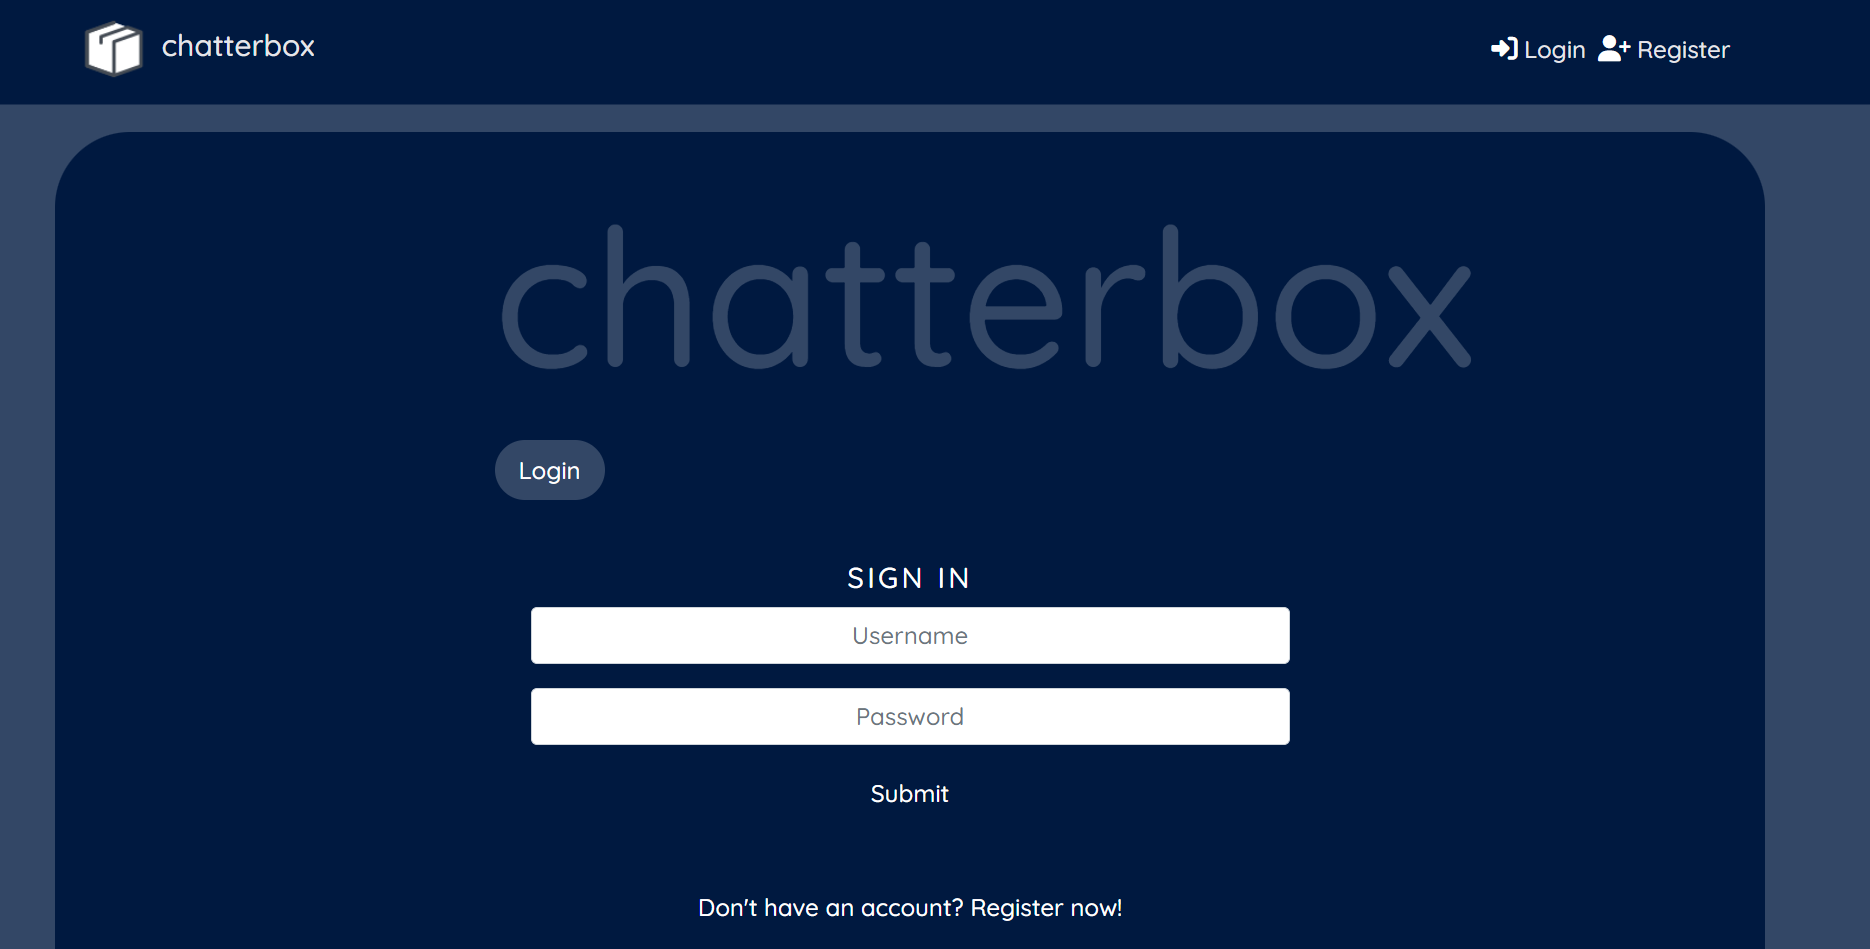 chatterbox
Login Register
chatterbox
Login
SIGN IN
Username
Password
Submit
Don't have an account? Register now!